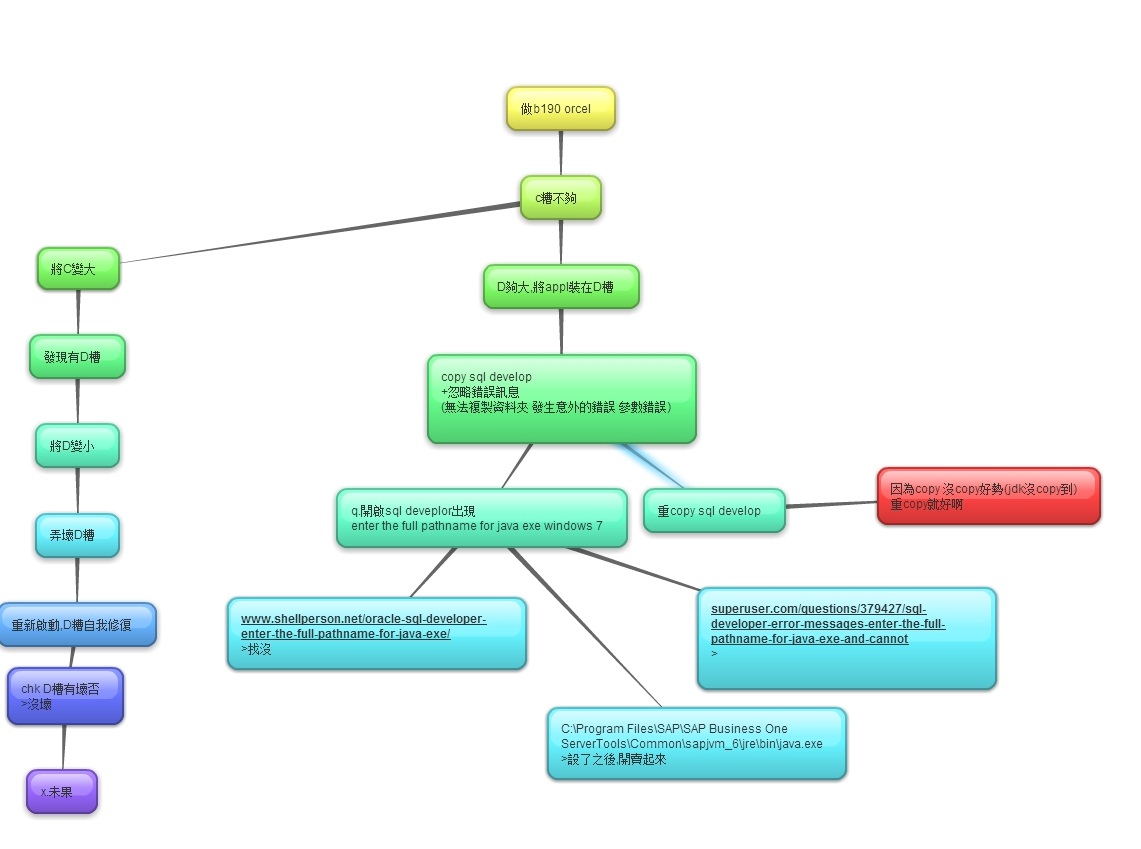 做b190 orcel
c槽不夠
將C變大
D夠大,將appl裝在D槽
發現有D槽
copy sql develop
+忽略錯誤訊息
(無法複製資料夾 發生意外的錯誤 參數錯誤)
將D變小
因為copy 沒copy好勢(jdk沒copy到)
重copy就好啊
q.開啟sql deveplor出現
enter the full pathname for java exe windows 7
重copy sql develop
弄壞D槽
重新啟動,D槽自我修復
www.shellperson.net/oracle-sql-developer-
enter-the-full-pathname-for-java-exe/
>找沒
superuser.com/questions/379427/sql-
developer-error-messages-enter-the-full-
pathname-for-java-exe-and-cannot
>
chk D槽有壞否
>沒壞
C:\Program Files\SAP\SAP Business One
ServerTools\Common\sapjvm_6\jre\bin\java.exe
>設了之後,開齊起來
x.未果